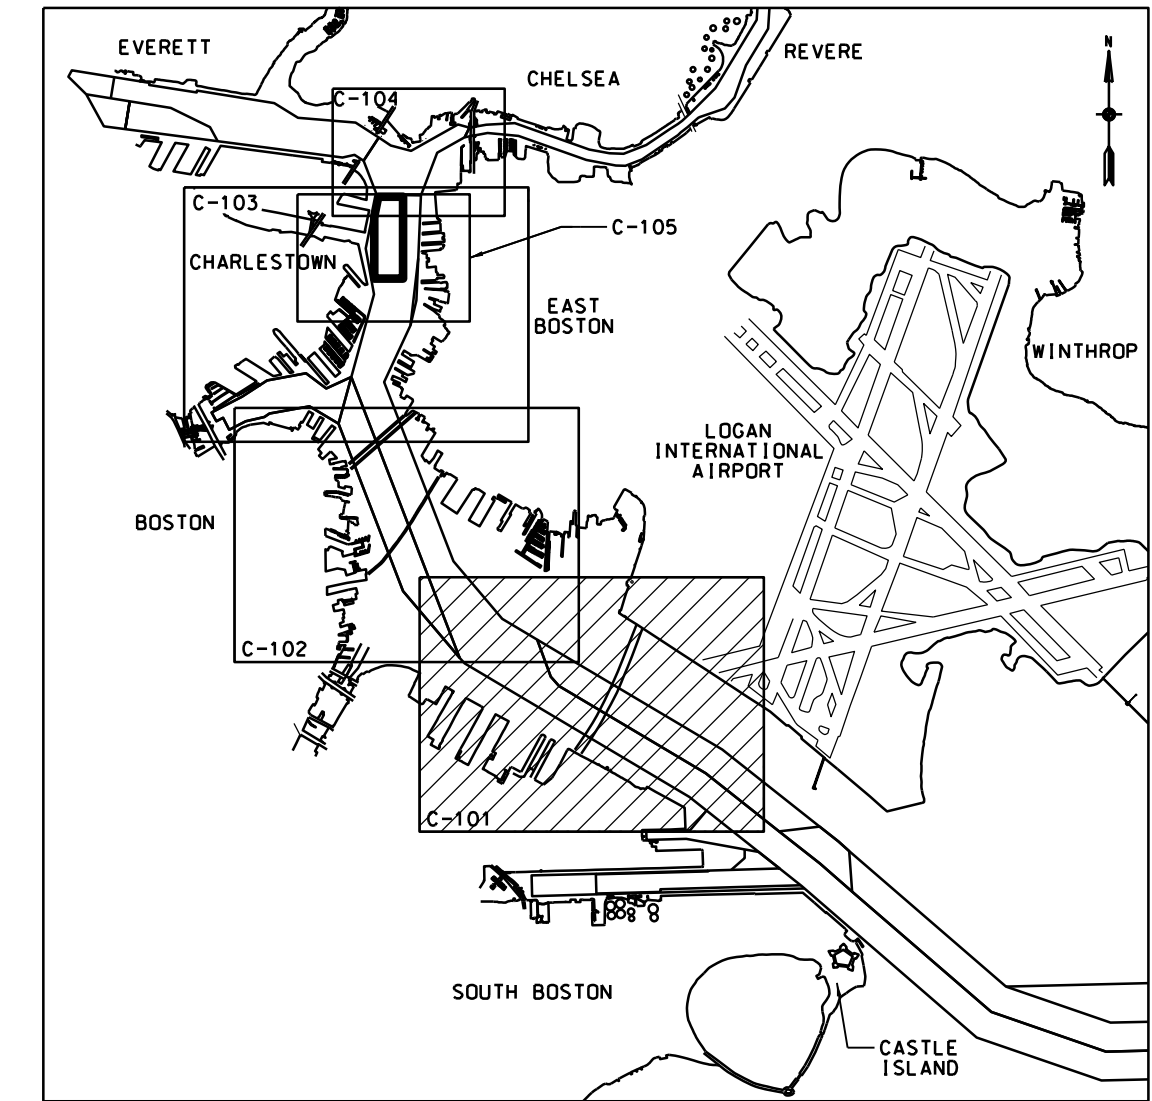 EVERETT
N
REVERE
CHELSEA
C-104
C-103
C-105
CHARLESTOWN
EAST
BOSTON
WINTHROP
LOGAN
INTERNATIONAL
AIRPORT
BOSTON
C-102
C-101
SOUTH BOSTON
CASTLE
ISLAND